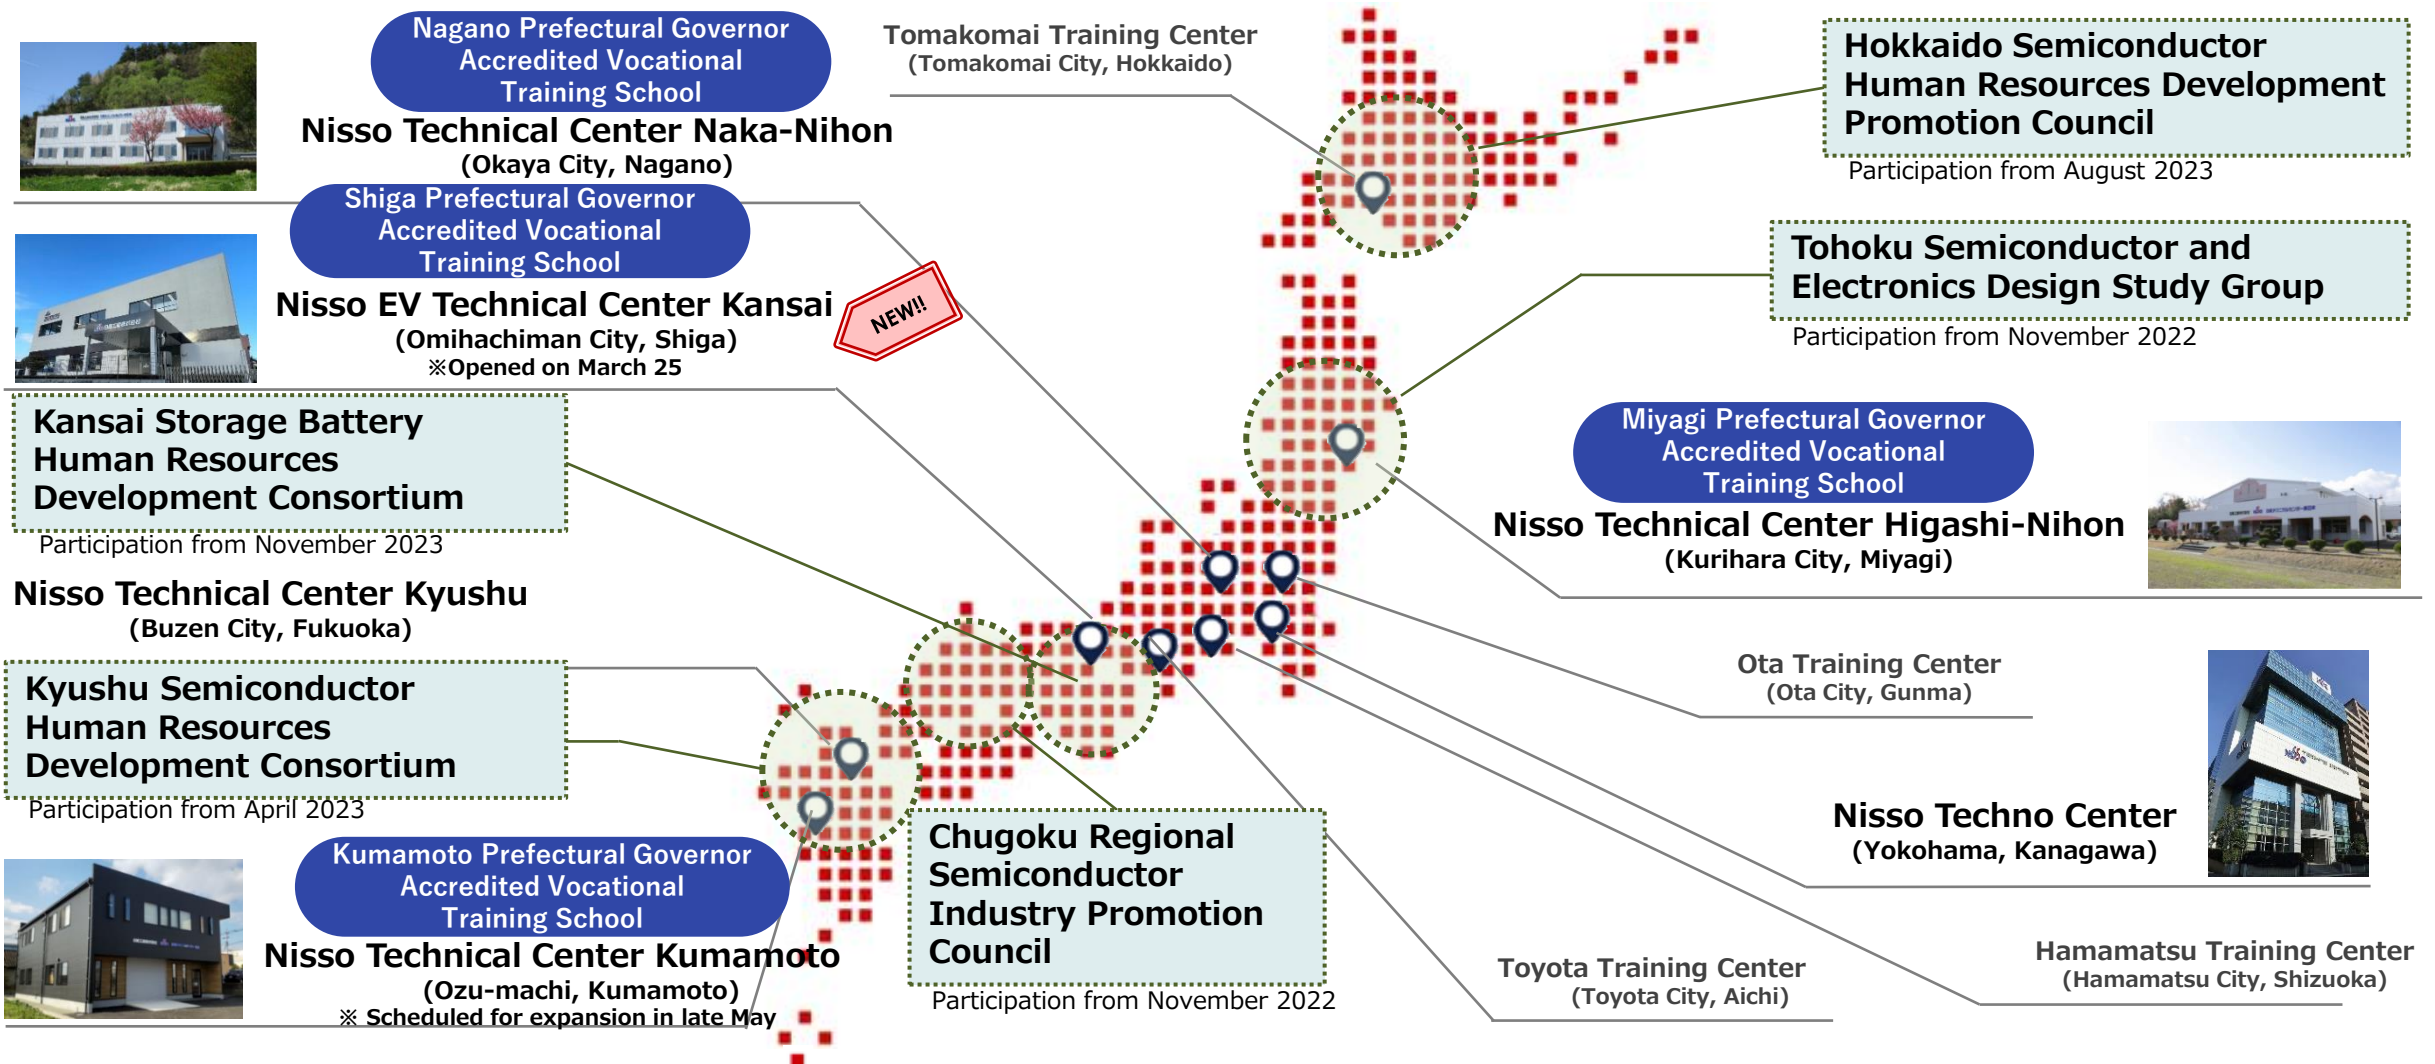 Nagano Prefectural Governor
Accredited Vocational
Training School
Nisso Technical Center Naka-Nihon
(Okaya City, Nagano)
Shiga Prefectural Governor
Accredited Vocational
Training School
Nisso EV Technical Center Kansai
(Omihachiman City, Shiga)
※Opened on March 25
NEW!!
Kansai Storage Battery
Human Resources
Development Consortium
Participation from November 2023
Nisso Technical Center Kyushu
(Buzen City, Fukuoka)
Kyushu Semiconductor
Human Resources
Development Consortium
Participation from April 2023
Kumamoto Prefectural Governor
Accredited Vocational
Training School
Nisso Technical Center Kumamoto
(Ozu-machi, Kumamoto)
※ Scheduled for expansion in late May
Tomakomai Training Center
(Tomakomai City, Hokkaido)
Hokkaido Semiconductor
Human Resources Development
Promotion Council
Participation from August 2023
Tohoku Semiconductor and
Electronics Design Study Group
Participation from November 2022
Miyagi Prefectural Governor
Accredited Vocational
Training School
Nisso Technical Center Higashi-Nihon
(Kurihara City, Miyagi)
Ota Training Center
(Ota City, Gunma)
Nisso Techno Center
(Yokohama, Kanagawa)
Chugoku Regional
Semiconductor
Industry Promotion
Council
Participation from November 2022
Toyota Training Center
(Toyota City, Aichi)
Hamamatsu Training Center
(Hamamatsu City, Shizuoka)